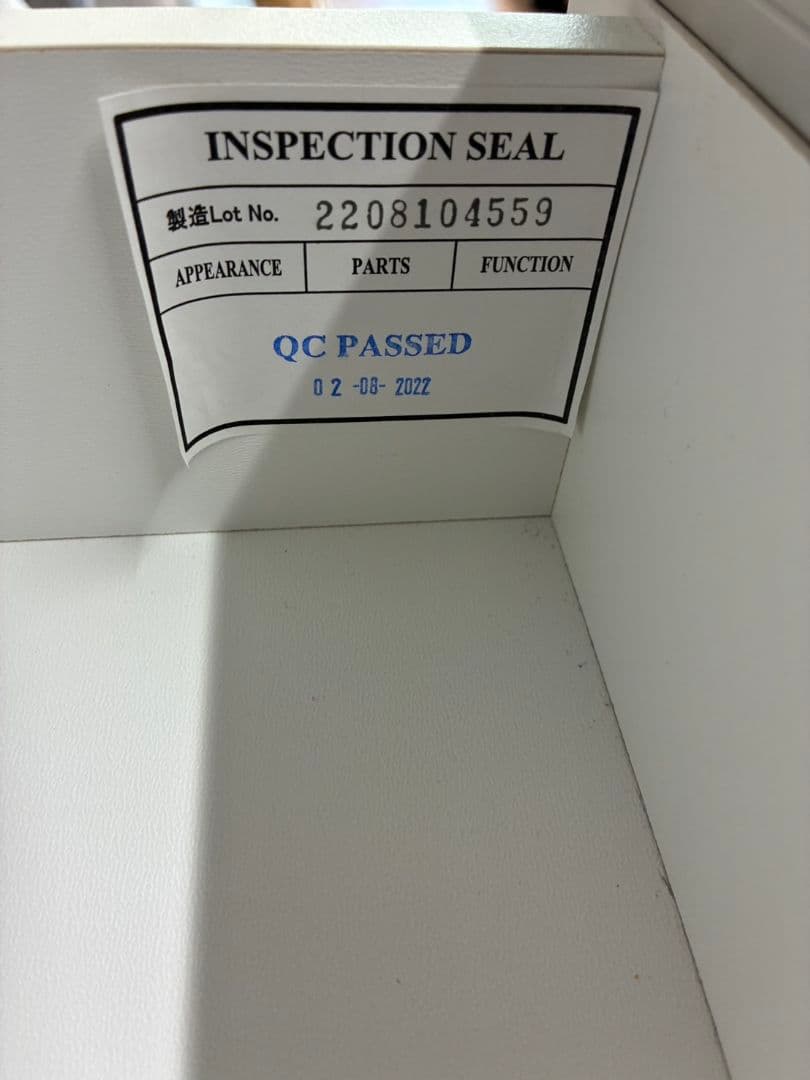 INSPECTION SEAL
製造Lot No. 2208104559
APPEARANCE PARTS FUNCTION
QC PASSED
02 -08- 2022